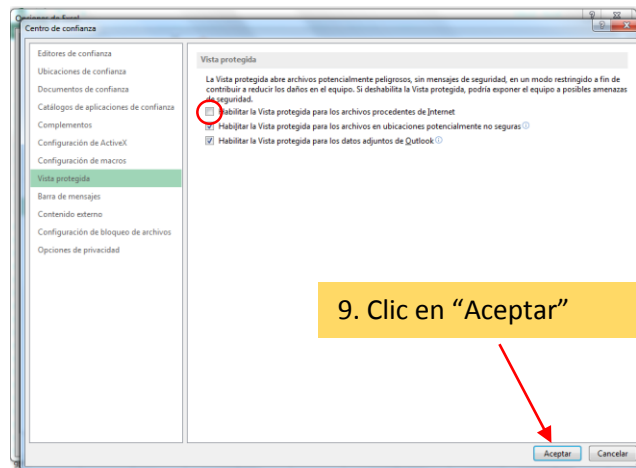 Opciones de Excel
Centro de confianza
Editores de confianza
Ubicaciones de confianza
Documentos de confianza
Catálogos de aplicaciones de confianza
Complementos
Configuración de ActiveX
Configuración de macros
Vista protegida
Barra de mensajes
Contenido externo
Configuración de bloqueo de archivos
Opciones de privacidad
Vista protegida
La Vista protegida abre archivos potencialmente peligrosos, sin mensajes de seguridad, en un modo restringido a fin de
contribuir a reducir los daños en el equipo. Si deshabilita la Vista protegida, podría exponer el equipo a posibles amenazas
de seguridad.
Habilitar la Vista protegida para los archivos procedentes de Internet
Habilitar la Vista protegida para los archivos en ubicaciones potencialmente no seguras
Habilitar la Vista protegida para los datos adjuntos de Outlook
9. Clic en “Aceptar”
Aceptar
Cancelar